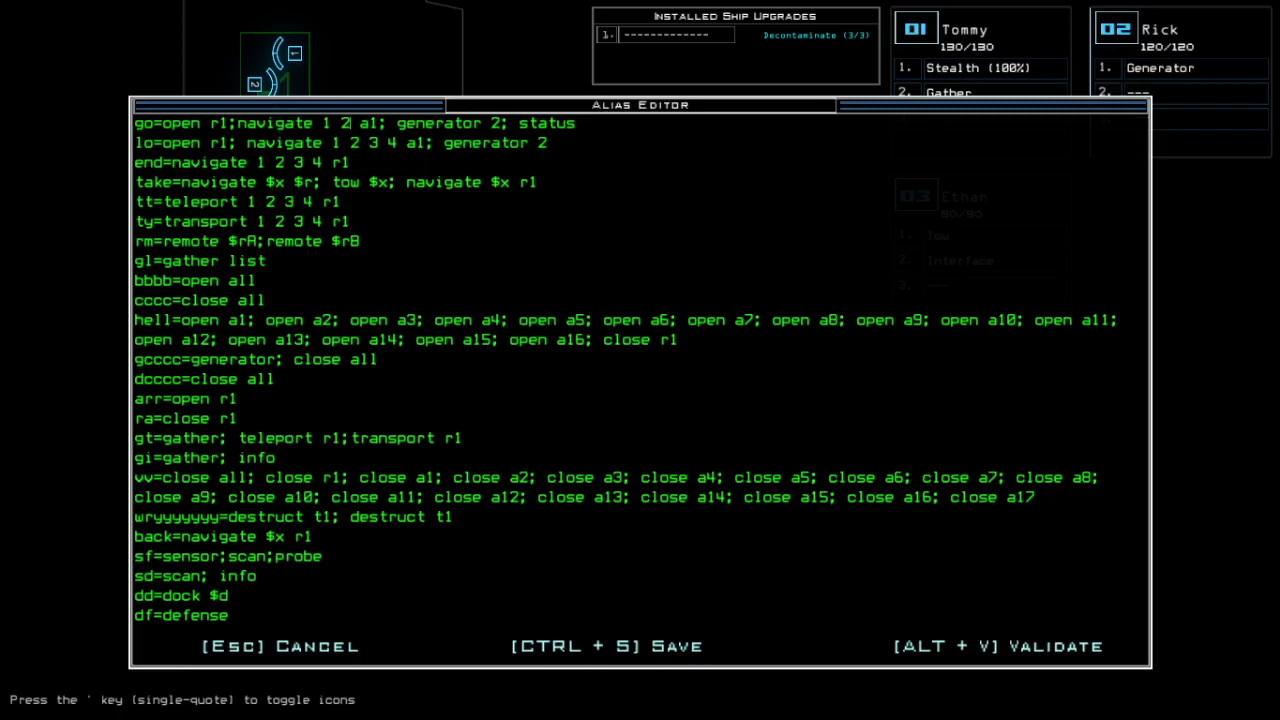 Installed Ship Upgrades
1. ------------- Decontaminate (3/3)
01 Tommy
130/130
1. Stealth (100%)
2. Gather
02 Rick
120/120
1. Generator
2. ---
1
2
Alias Editor
go=open r1;navigate 1 2 a1; generator 2; status
lo=open r1; navigate 1 2 3 4 a1; generator 2
end=navigate 1 2 3 4 r1
take=navigate $x $r; tow $x; navigate $x r1
tt=teleport 1 2 3 4 r1
ty=transport 1 2 3 4 r1
rm=remote $rA;remote $rB
gl=gather list
bbbb=open all
cccc=close all
hell=open a1; open a2; open a3; open a4; open a5; open a6; open a7; open a8; open a9; open a10; open a11;
open a12; open a13; open a14; open a15; open a16; close r1
gcccc=generator; close all
dcccc=close all
arr=open r1
ra=close r1
gt=gather; teleport r1;transport r1
gi=gather; info
vv=close all; close r1; close a1; close a2; close a3; close a4; close a5; close a6; close a7; close a8;
close a9; close a10; close a11; close a12; close a13; close a14; close a15; close a16; close a17
wryyyyyyy=destruct t1; destruct t1
back=navigate $x r1
sf=sensor;scan;probe
sd=scan; info
dd=dock $d
df=defense
03 Ethan
90/90
1. Tow
2. Interface
3. ---
[Esc] Cancel
[CTRL + S] Save
[ALT + V] Validate
Press the ' key (single-quote) to toggle icons